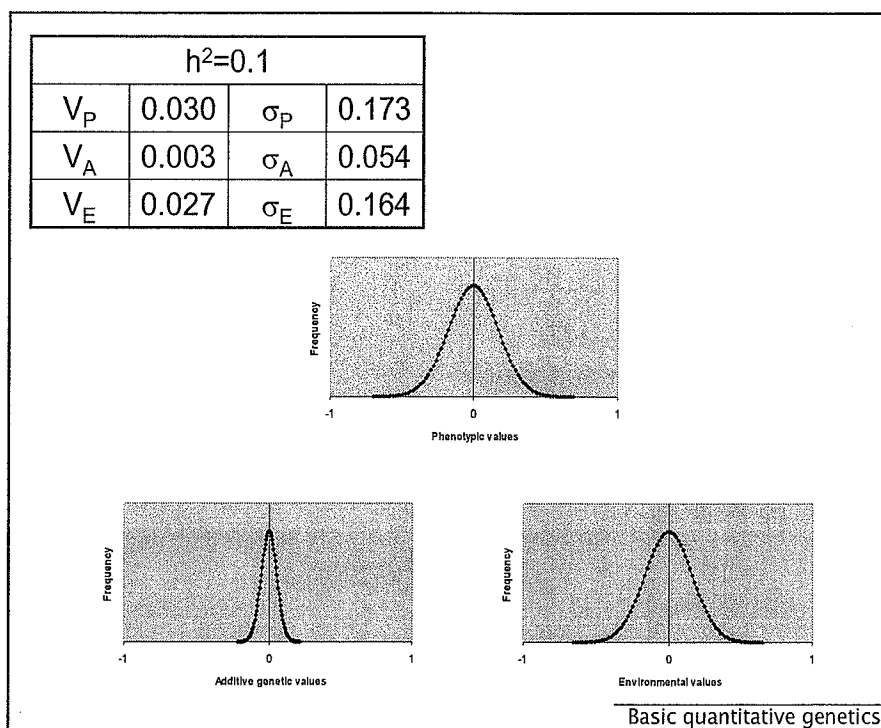 h²=0.1
V_P 0.030 σ_P 0.173
V_A 0.003 σ_A 0.054
V_E 0.027 σ_E 0.164
Frequency
-1 0 1
Phenotypic values
Frequency
-1 0 1
Additive genetic values
Frequency
-1 0 1
Environmental values
Basic quantitative genetics